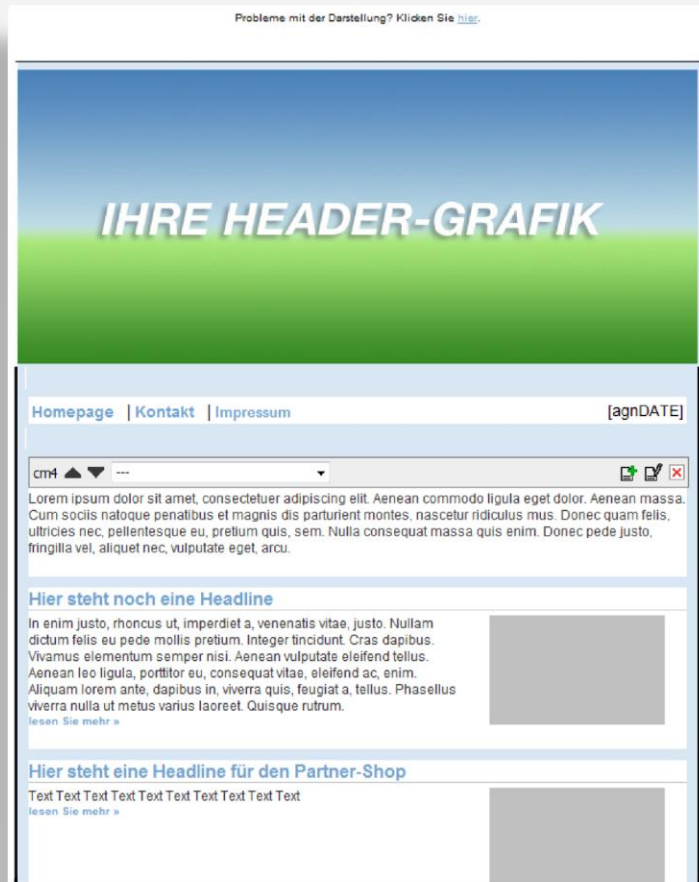 Probleme mit der Darstellung? Klicken Sie hier.
IHRE HEADER-GRAFIK
Homepage | Kontakt | Impressum [agnDATE]
cm4 ---
Lorem ipsum dolor sit amet, consectetuer adipiscing elit. Aenean commodo ligula eget dolor. Aenean massa.
Cum sociis natoque penatibus et magnis dis parturient montes, nascetur ridiculus mus. Donec quam felis,
ultricies nec, pellentesque eu, pretium quis, sem. Nulla consequat massa quis enim. Donec pede justo,
fringilla vel, aliquet nec, vulputate eget, arcu.
Hier steht noch eine Headline
In enim justo, rhoncus ut, imperdiet a, venenatis vitae, justo. Nullam
dictum felis eu pede mollis pretium. Integer tincidunt. Cras dapibus.
Vivamus elementum semper nisi. Aenean vulputate eleifend tellus.
Aenean leo ligula, porttitor eu, consequat vitae, eleifend ac, enim.
Aliquam lorem ante, dapibus in, viverra quis, feugiat a, tellus. Phasellus
viverra nulla ut metus varius laoreet. Quisque rutrum.
lesen Sie mehr »
Hier steht eine Headline für den Partner-Shop
Text Text Text Text Text Text Text Text Text Text
lesen Sie mehr »